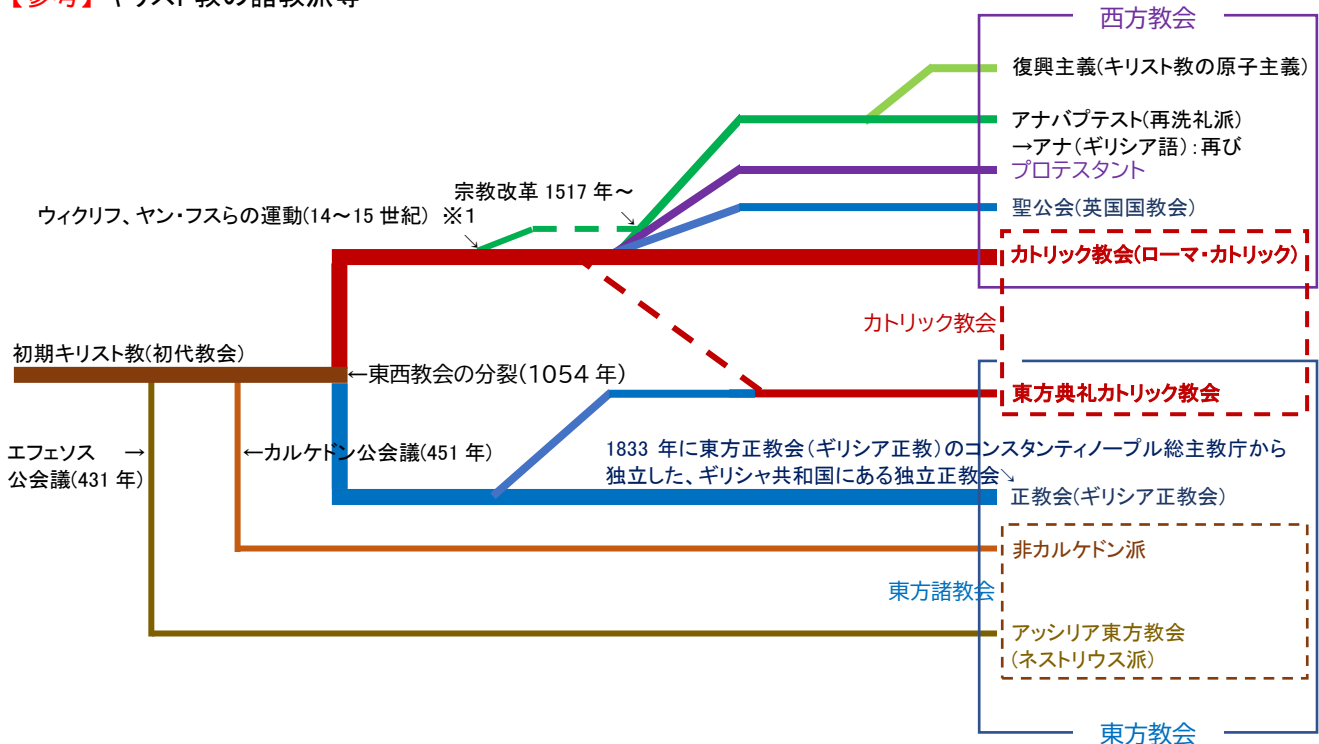 【参考】キリスト教の諸教派等
西方教会
復興主義(キリスト教の原子主義)
アナバプテスト(再洗礼派)
→アナ(ギリシア語):再び
プロテスタント
宗教改革 1517 年~
ウィクリフ、ヤン・フスらの運動(14~15 世紀) ※1
聖公会(英国国教会)
カトリック教会(ローマ・カトリック)
カトリック教会
初期キリスト教(初代教会)
←東西教会の分裂(1054 年)
東方典礼カトリック教会
エフェソス →
公会議(431 年)
←カルケドン公会議(451 年)
1833 年に東方正教会(ギリシア正教)のコンスタンティノープル総主教庁から
独立した、ギリシャ共和国にある独立正教会↘
正教会(ギリシア正教会)
非カルケドン派
東方諸教会
アッシリア東方教会
(ネストリウス派)
東方教会